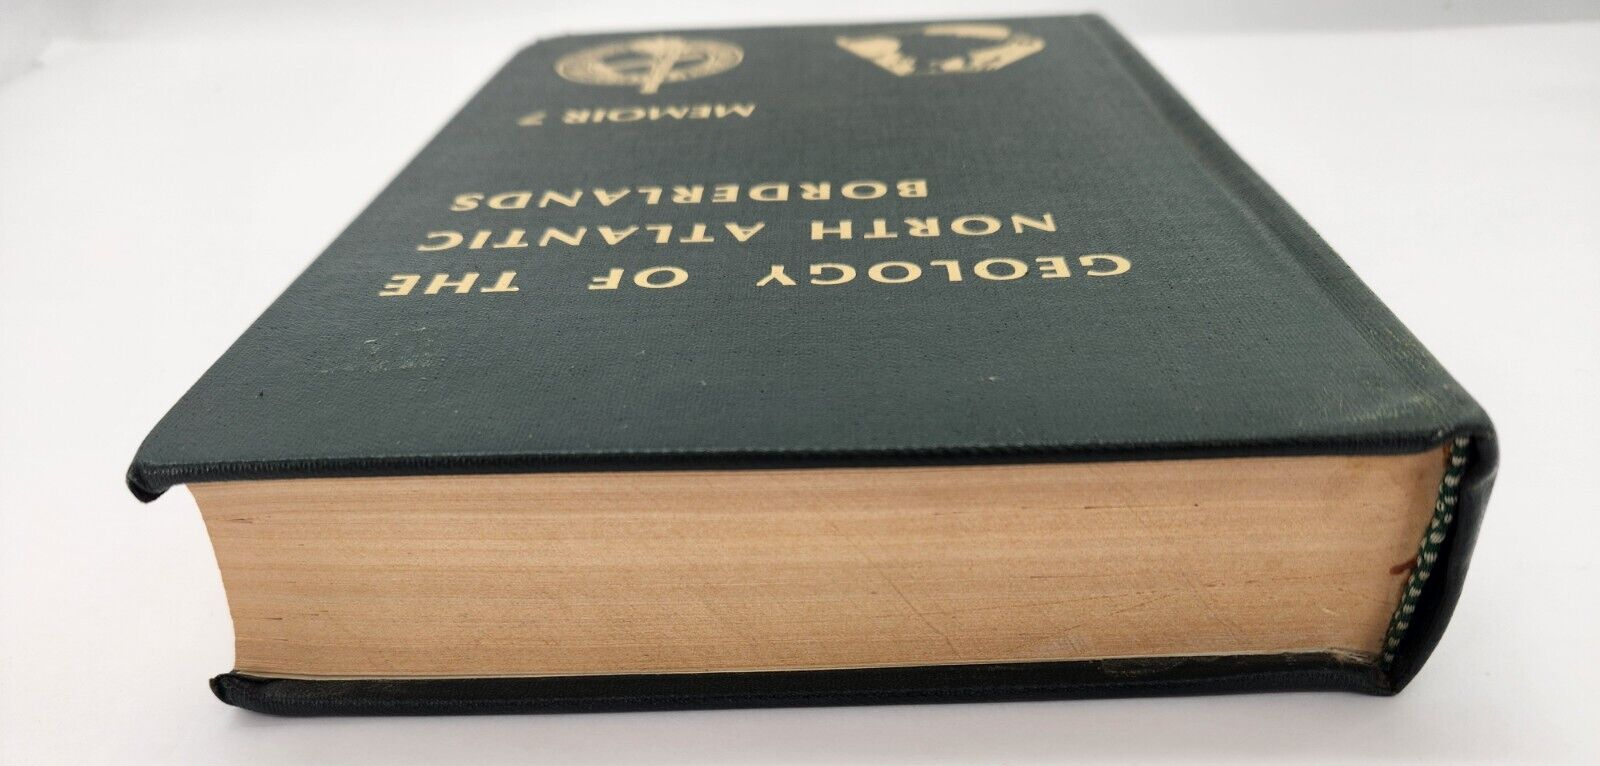 GEOLOGY OF THE
NORTH ATLANTIC
BORDERLANDS
MEMOIR 7